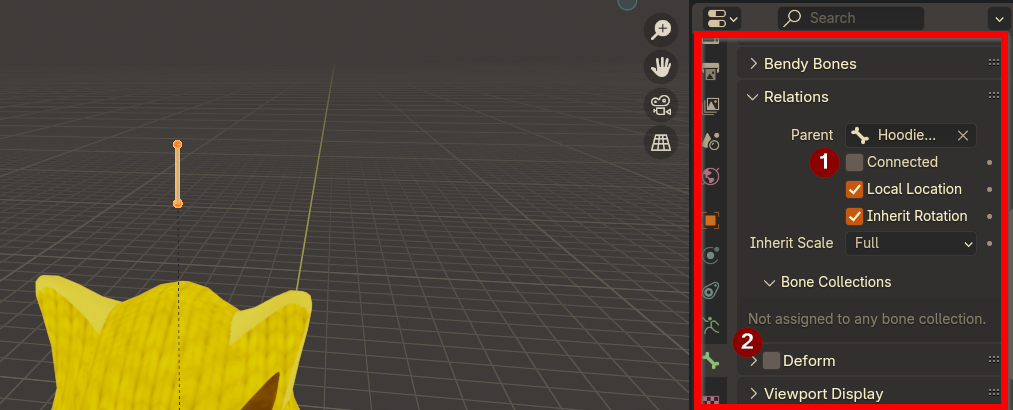 Search
Bendy Bones
Relations
Parent Hoodie...
1 Connected
Local Location
Inherit Rotation
Inherit Scale Full
Bone Collections
Not assigned to any bone collection.
2
Deform
Viewport Display